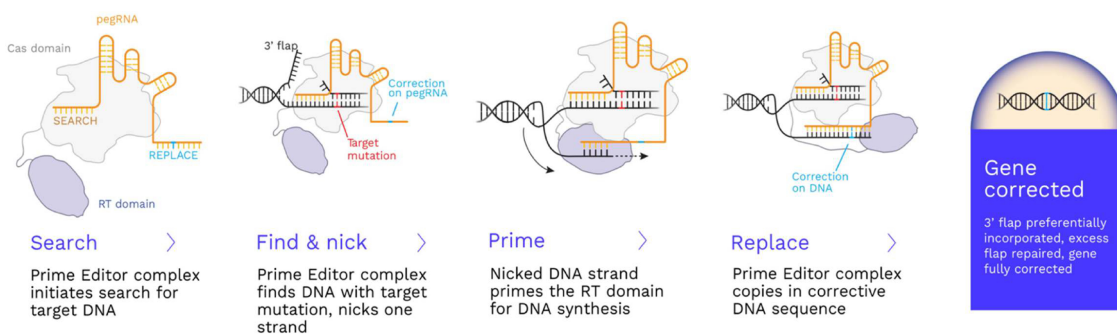 pegRNA
Cas domain
SEARCH
REPLACE
RT domain
Search
Prime Editor complex
initiates search for
target DNA
3' flap
Correction
on pegRNA
Target
mutation
Find & nick
Prime Editor complex
finds DNA with target
mutation, nicks one
strand
Prime
Nicked DNA strand
primes the RT domain
for DNA synthesis
Correction
on DNA
Replace
Prime Editor complex
copies in corrective
DNA sequence
Gene
corrected
3' flap preferentially
incorporated, excess
flap repaired, gene
fully corrected